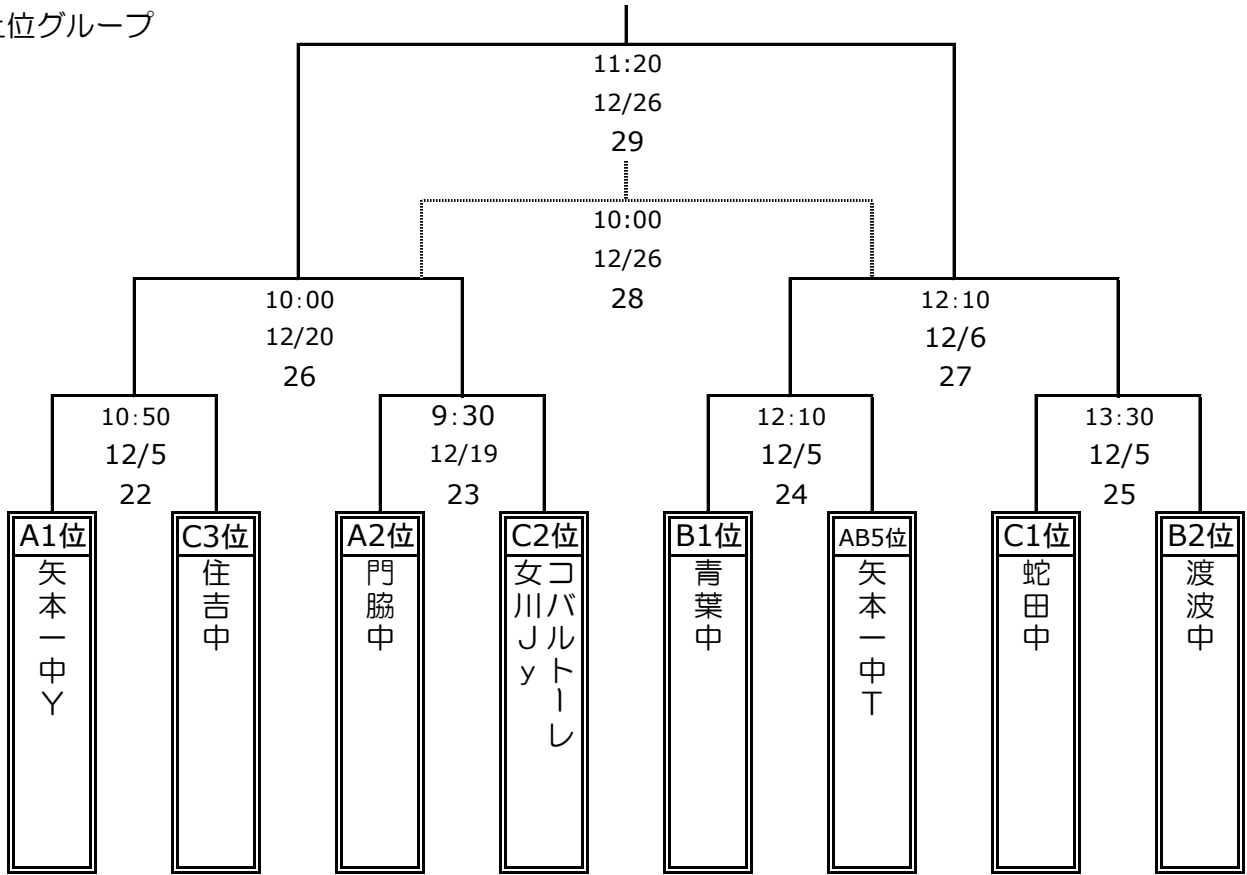 上位グループ
11:20
12/26
29
10:00
12/26
28
10:00
12/20
26
12:10
12/6
27
10:50
12/5
22
9:30
12/19
23
12:10
12/5
24
13:30
12/5
25
A1位
矢本一中Y
C3位
住吉中
A2位
門脇中
C2位
コバルトーレ
女川Jy
B1位
青葉中
AB5位
矢本一中T
C1位
蛇田中
B2位
渡波中